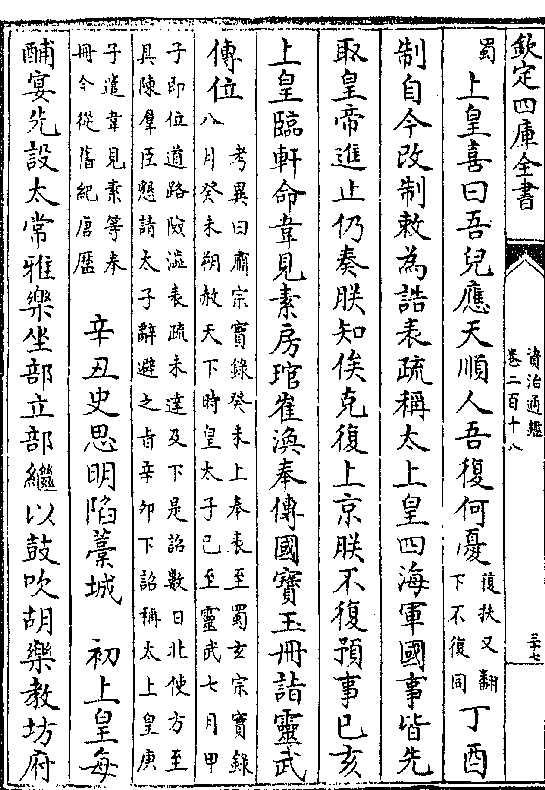 欽定四庫全書
資治通鑑
卷二百十八
三十七
蜀上皇喜曰吾兒應天順人吾復何憂復扶又翻
下不復同丁酉
制自今改制敕為誥表疏稱太上皇四海軍國事皆先
取皇帝進止仍奏朕知俟克復上京朕不復預事己亥
上皇臨軒命韋見素房琯崔渙奉傳國寶玉冊詣靈武
傳位考異曰肅宗實錄癸未上奉表至蜀玄宗實錄
八月癸未朔赦天下時皇太子已至靈武七月甲
子即位道路險澁表疏未達及下是詔數日北使方至
具陳羣臣懇請太子辭避之㫖辛卯下詔稱太上皇庚
子遣韋見素等奉
冊今從舊紀唐歷 辛丑史思明陷藁城 初上皇每
酺宴先設太常雅樂坐部立部繼以鼓吹胡樂教坊府